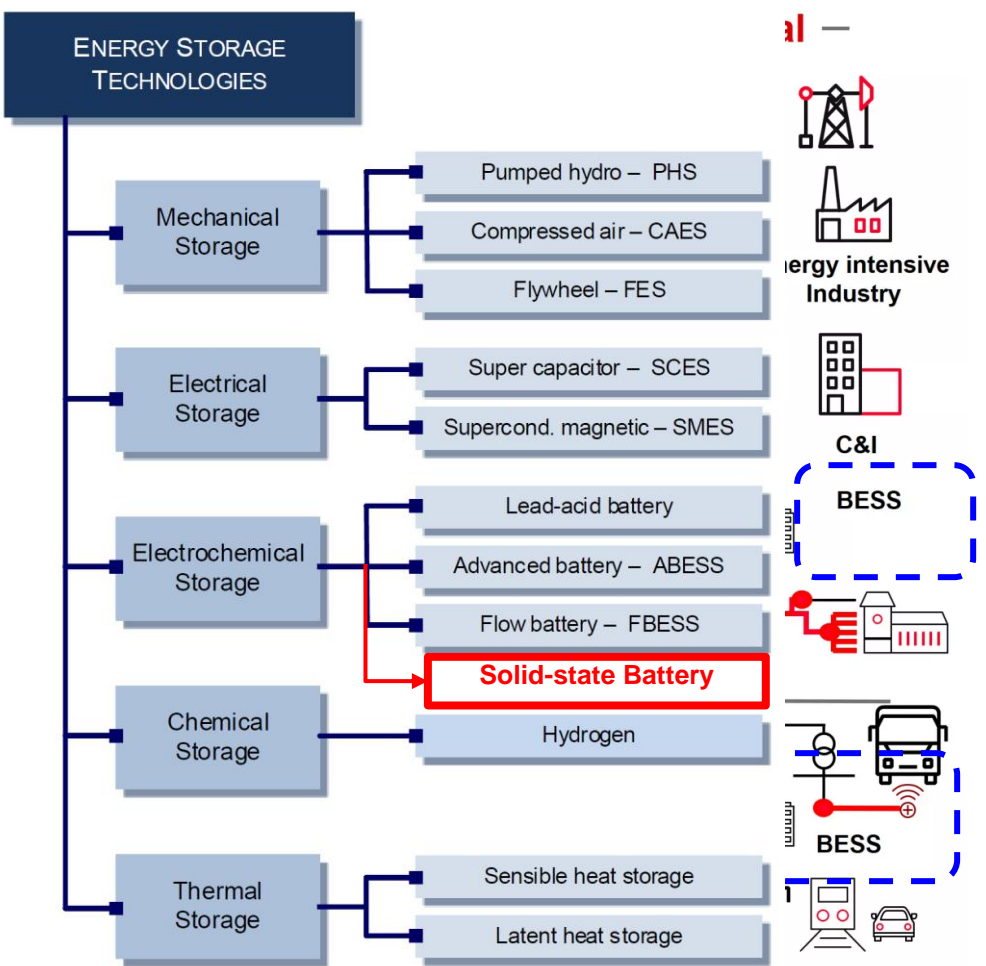 ENERGY STORAGE
TECHNOLOGIES
Mechanical
Storage
Pumped hydro – PHS
Compressed air – CAES
Flywheel – FES
Electrical
Storage
Super capacitor – SCES
Supercond. magnetic – SMES
Electrochemical
Storage
Lead-acid battery
Advanced battery – ABESS
Flow battery – FBESS
Solid-state Battery
Chemical
Storage
Hydrogen
Thermal
Storage
Sensible heat storage
Latent heat storage
intensive
Industry
C&I
BESS
BESS